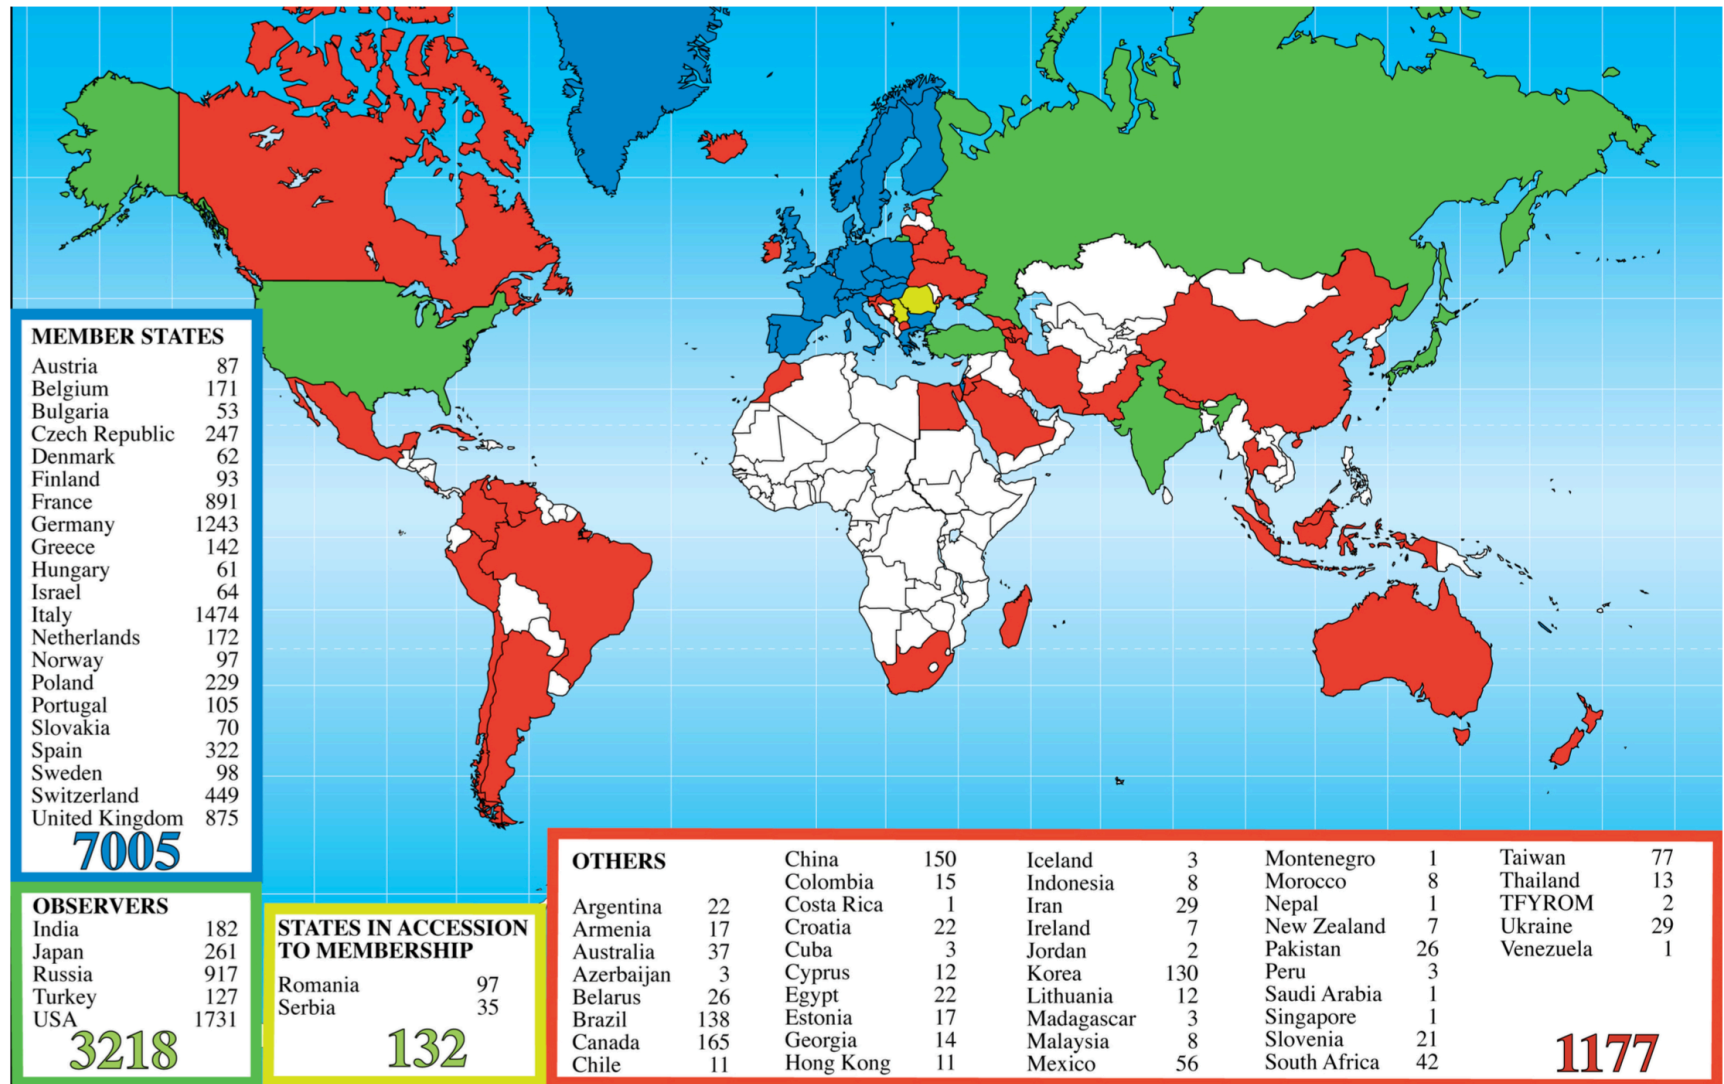 MEMBER STATES
Austria 87
Belgium 171
Bulgaria 53
Czech Republic 247
Denmark 62
Finland 93
France 891
Germany 1243
Greece 142
Hungary 61
Israel 64
Italy 1474
Netherlands 172
Norway 97
Poland 229
Portugal 105
Slovakia 70
Spain 322
Sweden 98
Switzerland 449
United Kingdom 875
7005
OBSERVERS
India 182
Japan 261
Russia 917
Turkey 127
USA 1731
3218
STATES IN ACCESSION
TO MEMBERSHIP
Romania 97
Serbia 35
132
OTHERS
Argentina 22
Armenia 17
Australia 37
Azerbaijan 3
Belarus 26
Brazil 138
Canada 165
Chile 11
China 150
Colombia 15
Costa Rica 1
Croatia 22
Cuba 3
Cyprus 12
Egypt 22
Estonia 17
Georgia 14
Hong Kong 11
Iceland 3
Indonesia 8
Iran 29
Ireland 7
Jordan 2
Korea 130
Lithuania 12
Madagascar 3
Malaysia 8
Mexico 56
Montenegro 1
Morocco 8
Nepal 1
New Zealand 7
Pakistan 26
Peru 3
Saudi Arabia 1
Singapore 1
Slovenia 21
South Africa 42
Taiwan 77
Thailand 13
TFYROM 2
Ukraine 29
Venezuela 1
1177